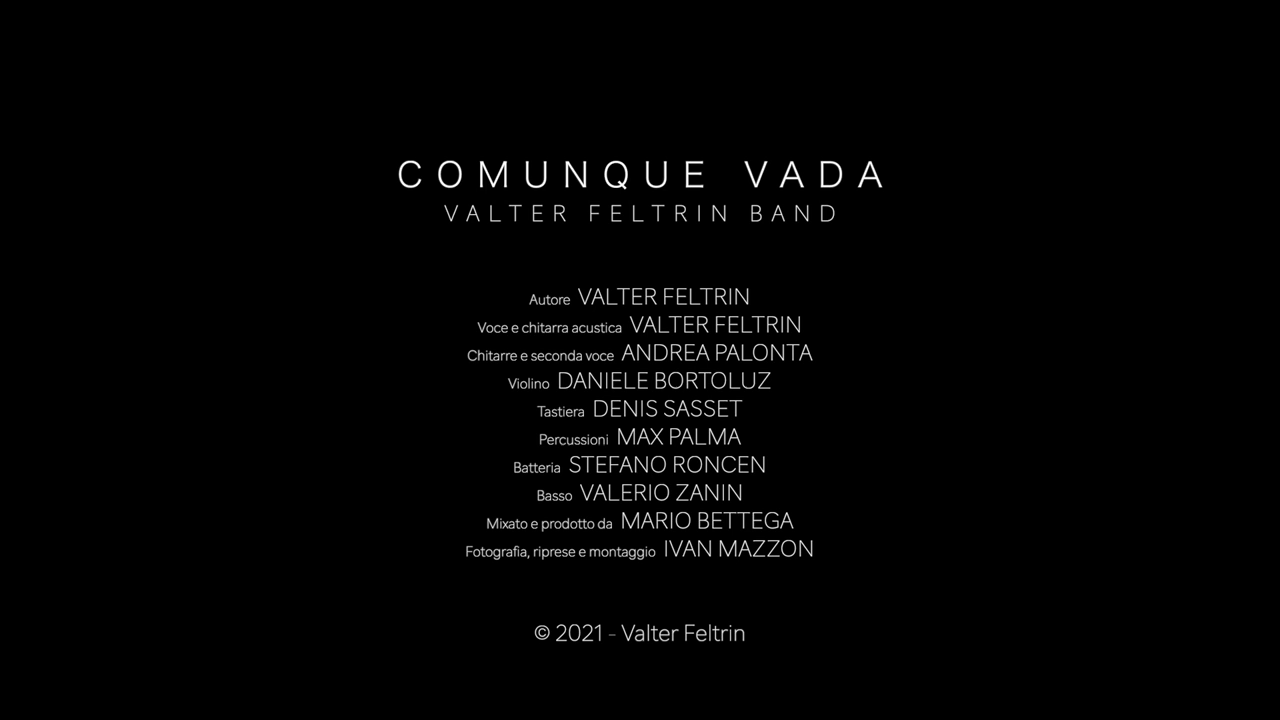 COMUNQUE VADA
VALTER FELTRIN BAND
Autore VALTER FELTRIN
Voce e chitarra acustica VALTER FELTRIN
Chitarre e seconda voce ANDREA PALONTA
Violino DANIELE BORTOLUZ
Tastiera DENIS SASSET
Percussioni MAX PALMA
Batteria STEFANO RONCEN
Basso VALERIO ZANIN
Mixato e prodotto da MARIO BETTEGA
Fotografia, riprese e montaggio IVAN MAZZON
© 2021 - Valter Feltrin